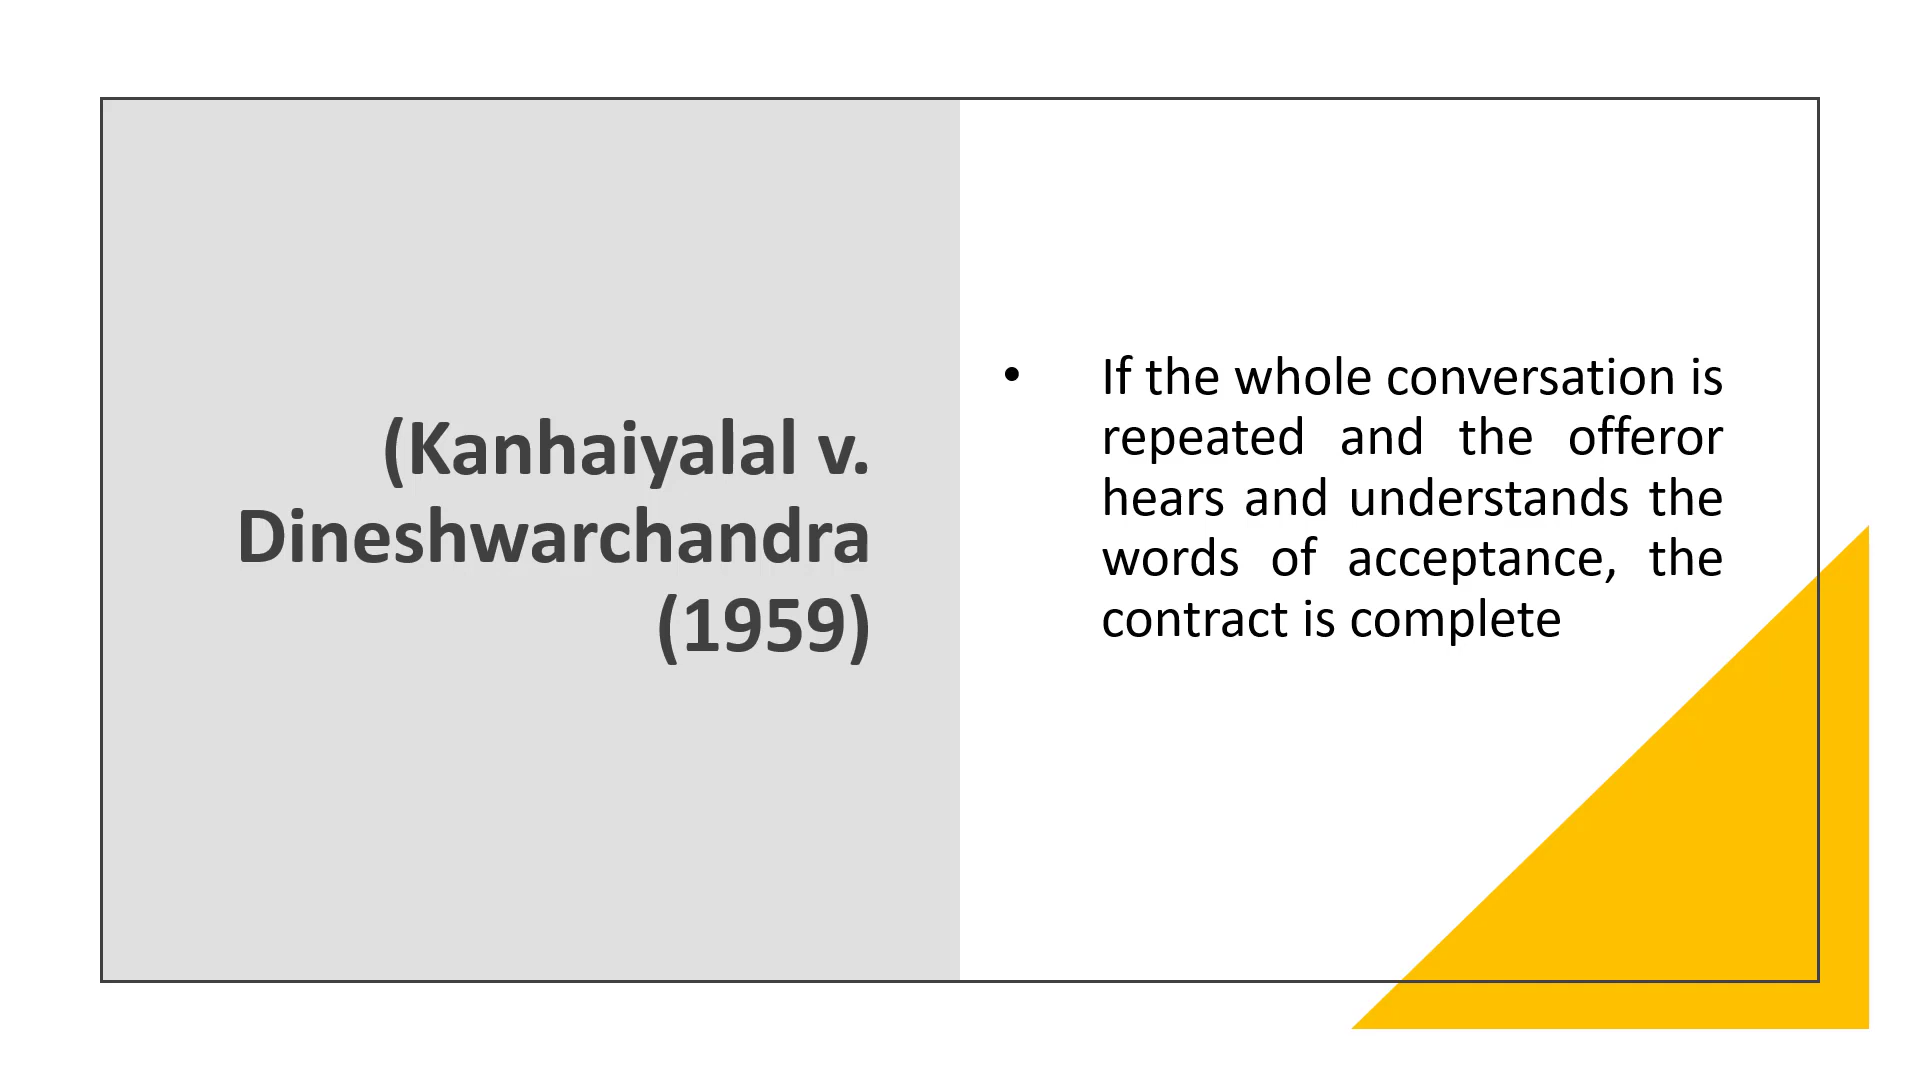 (Kanhaiyalal v.
Dineshwarchandra
(1959)
• If the whole conversation is
repeated and the offeror
hears and understands the
words of acceptance, the
contract is complete